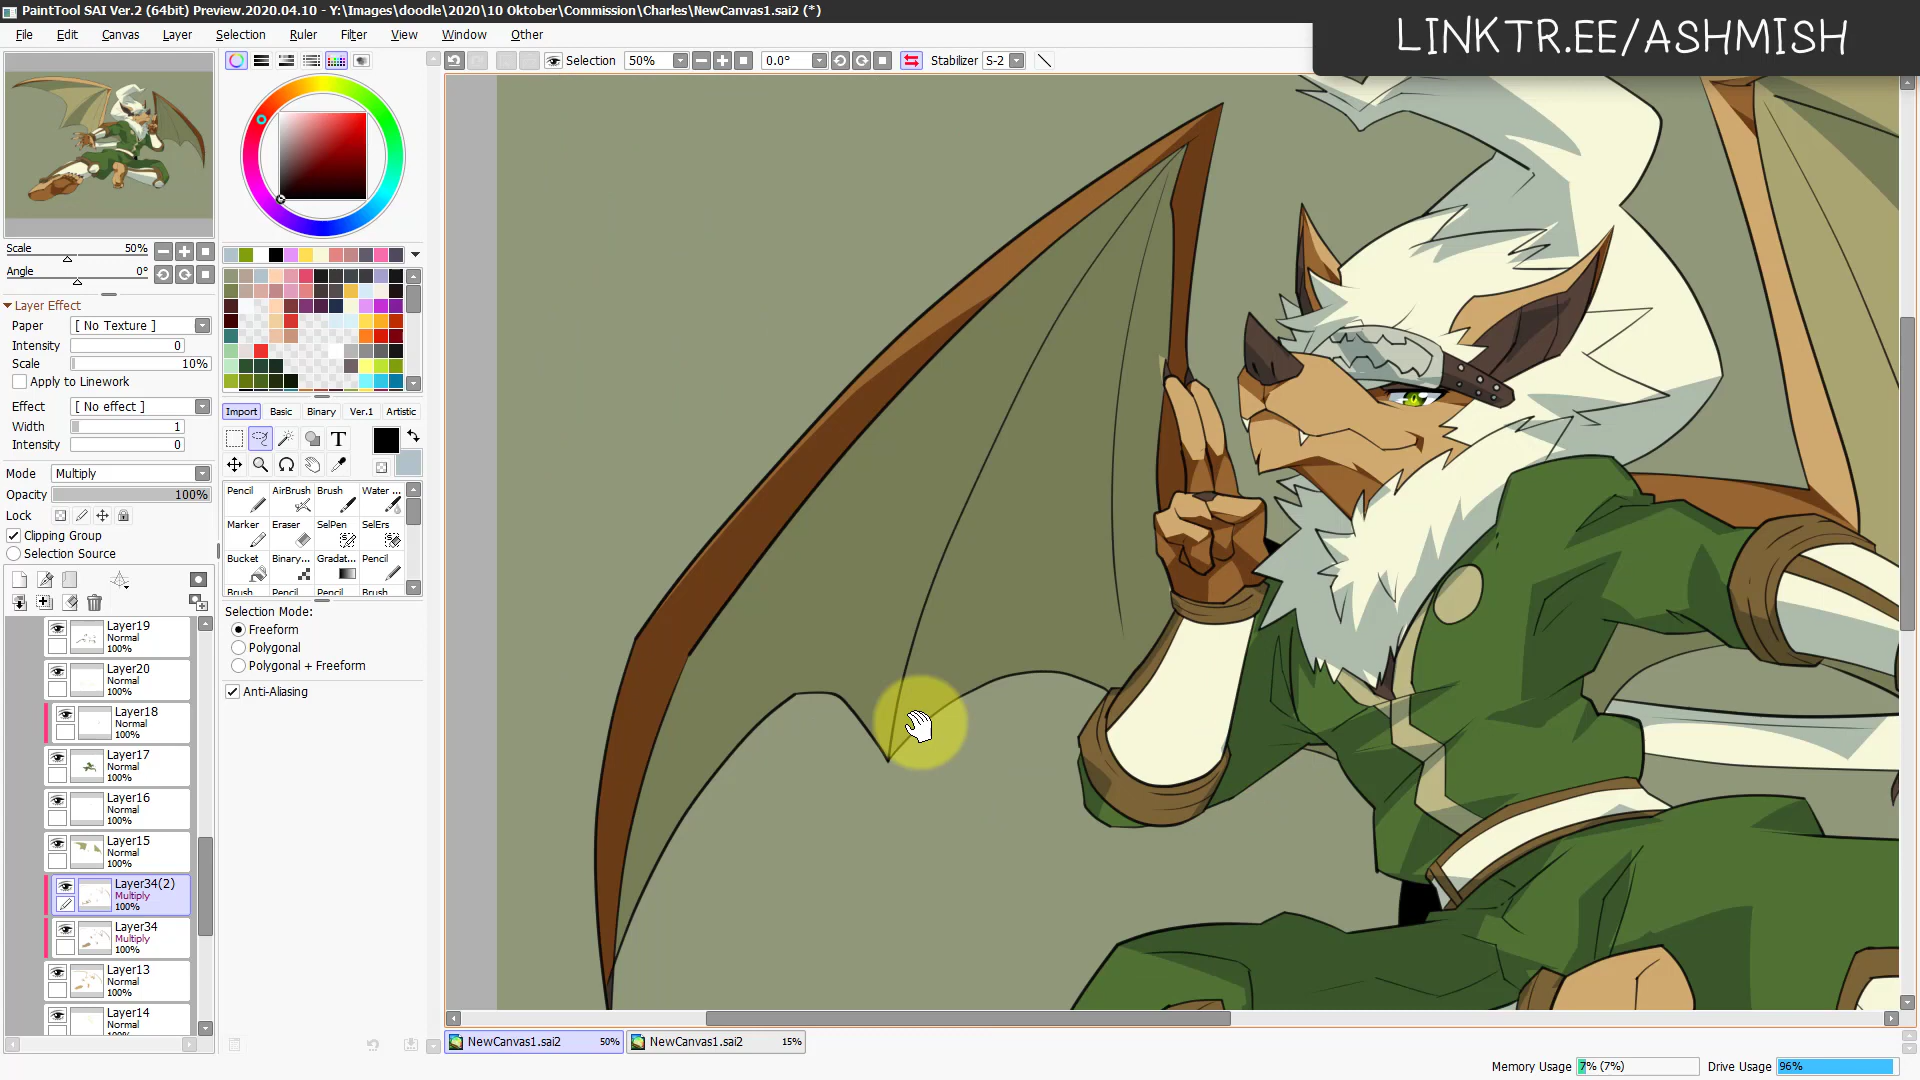 PaintTool SAI Ver.2 (64bit) Preview.2020.04.10 - Y:\Images\doodle\2020\10 Oktober\Commission\Charles\NewCanvas1.sai2 (*)
LINKTR.EE/ASHMISH
File Edit Canvas Layer Selection Ruler Filter View Window Other
Selection 50% 0.0° Stabilizer S-2
Scale 50%
Angle 0°
Layer Effect
Paper [ No Texture ]
Intensity 0
Scale 10%
Apply to Linework
Effect [ No effect ]
Width 1
Intensity 0
Mode Multiply
Opacity 100%
Lock
Clipping Group
Selection Source
Layer19
Normal
100%
Layer20
Normal
100%
Layer18
Normal
100%
Layer17
Normal
100%
Layer16
Normal
100%
Layer15
Normal
100%
Layer34(2)
Multiply
100%
Layer34
Multiply
100%
Layer13
Normal
100%
Layer14
Normal
100%
Import Basic Binary Ver.1 Artistic
T
Pencil AirBrush Brush Water ...
Marker Eraser SelPen SelErs
Bucket Binary... Gradat... Pencil
Brush Pencil Pencil Brush
Selection Mode:
Freeform
Polygonal
Polygonal + Freeform
Anti-Aliasing
NewCanvas1.sai2 50% NewCanvas1.sai2 15%
Memory Usage 7% (7%) Drive Usage 96%